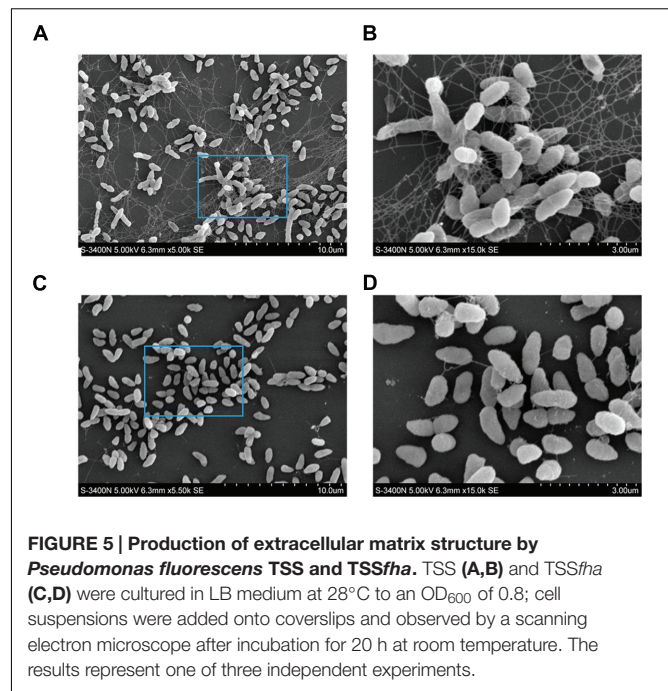 A
B
S-3400N 5.00kV 6.3mm x5.00k SE 10.0um
S-3400N 5.00kV 6.3mm x15.0k SE 3.00um
C
D
S-3400N 5.00kV 6.3mm x5.50k SE 10.0um
S-3400N 5.00kV 6.3mm x15.0k SE 3.00um
FIGURE 5 | Production of extracellular matrix structure by
Pseudomonas fluorescens TSS and TSSfha. TSS (A,B) and TSSfha
(C,D) were cultured in LB medium at 28°C to an OD600 of 0.8; cell
suspensions were added onto coverslips and observed by a scanning
electron microscope after incubation for 20 h at room temperature. The
results represent one of three independent experiments.